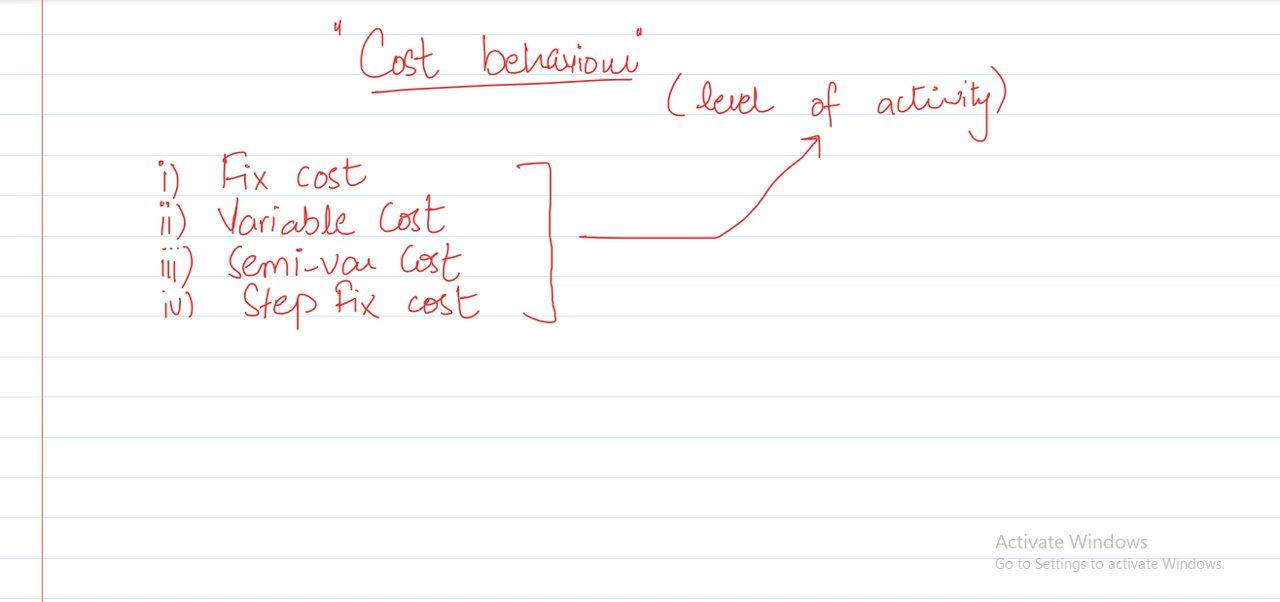 "Cost behaviour"
(level of activity)
i) Fix cost
ii) Variable Cost
iii) Semi-var Cost
iv) Step Fix cost
Activate Windows
Go to Settings to activate Windows.